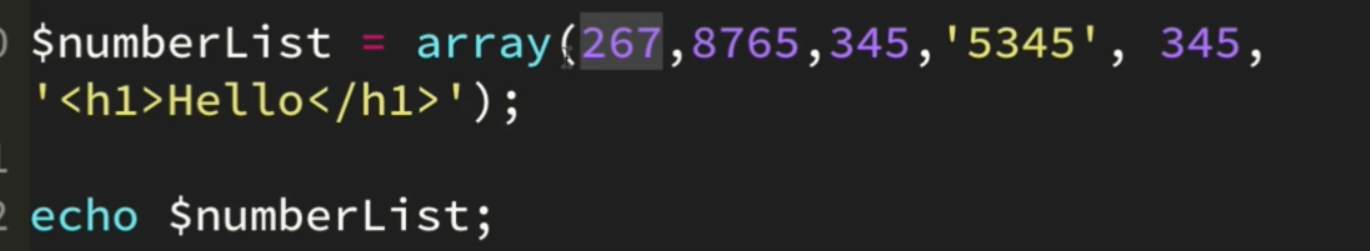 $numberList = array(267,8765,345,'5345', 345,
'<h1>Hello</h1>');
echo $numberList;